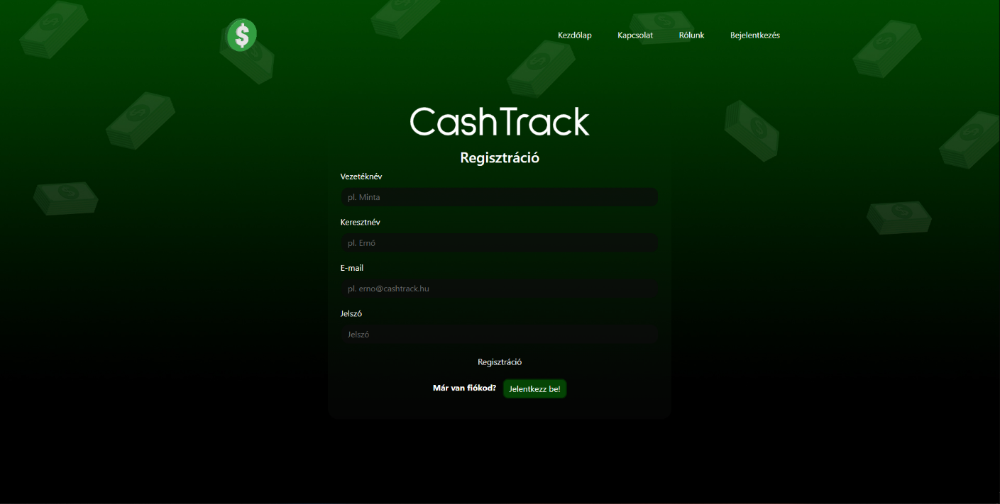 $
Kezdőlap Kapcsolat Rólunk Bejelentkezés
CashTrack
Regisztráció
Vezetéknév
pl. Minta
Keresztnév
pl. Ernő
E-mail
pl. erno@cashtrack.hu
Jelszó
Jelszó
Regisztráció
Már van fiókod? Jelentkezz be!